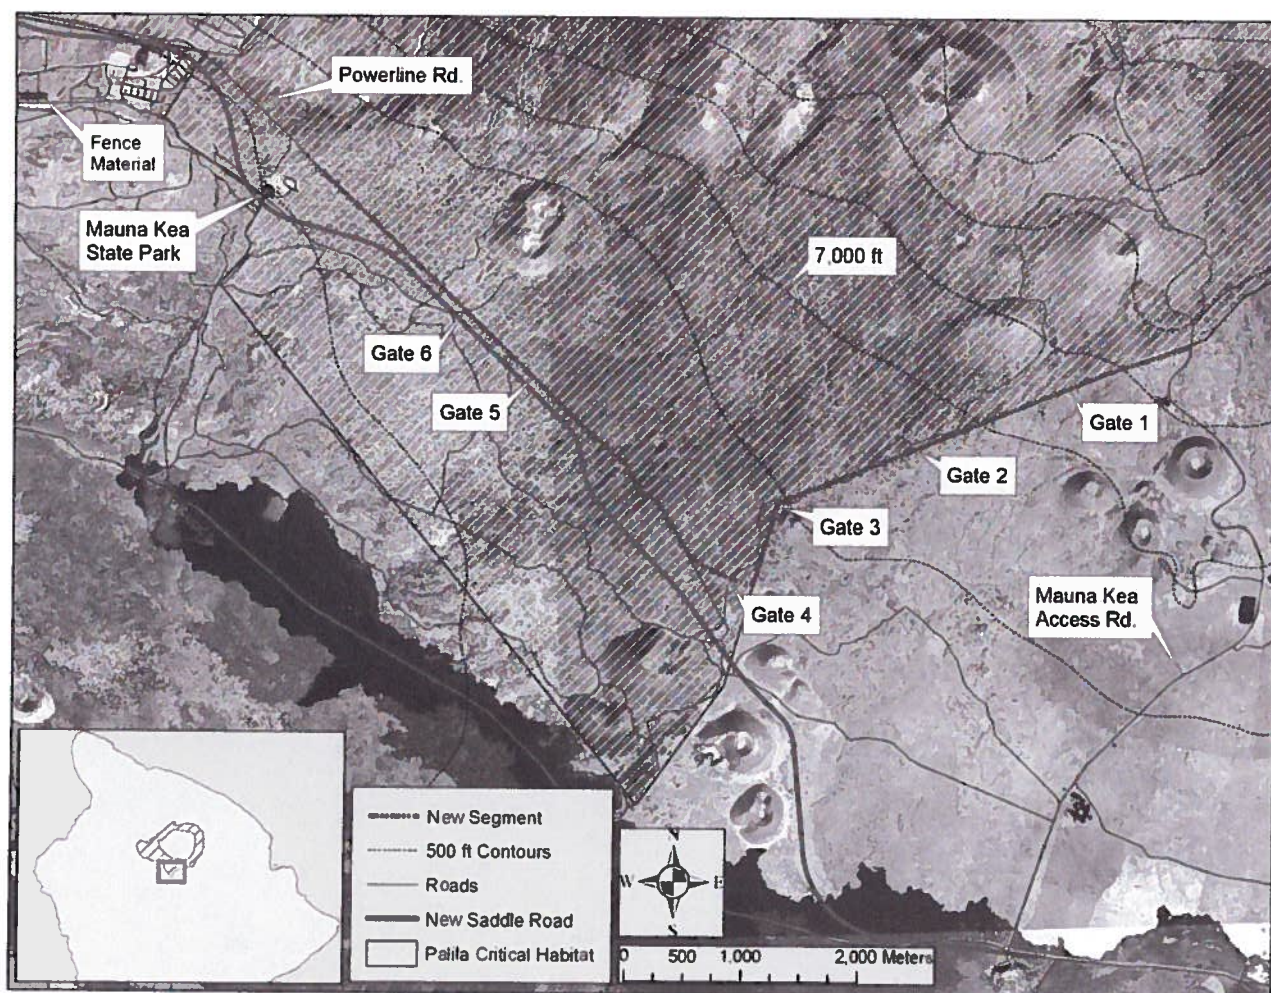 Powerline Rd.
Fence
Material
Mauna Kea
State Park
7,000 ft
Gate 6
Gate 5
Gate 1
Gate 2
Gate 3
Gate 4
Mauna Kea
Access Rd.
New Segment
500 ft Contours
Roads
New Saddle Road
Palila Critical Habitat
N
W
E
S
0 500 1,000 2,000 Meters